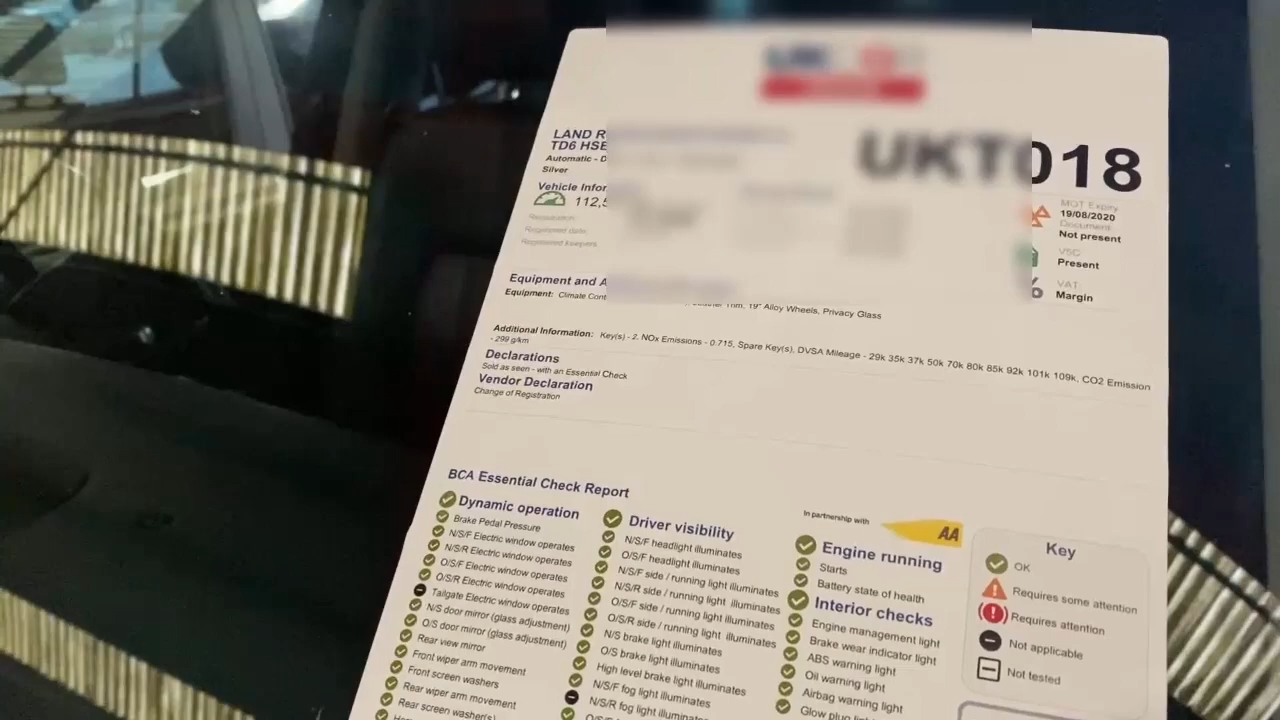 UKT018
LAND R
TD6 HSE
Automatic - D
Silver
Vehicle Infor
112,5
Registration:
Registered date:
Registered keepers:
MOT Expiry
19/08/2020
Document:
Not present
V5C:
Present
VAT:
Margin
Equipment and A
Equipment: Climate Cont
Trim, 19" Alloy Wheels, Privacy Glass
Additional Information: Key(s) - 2, NOx Emissions - 0.715, Spare Key(s), DVSA Mileage - 29k 35k 37k 50k 70k 80k 85k 92k 101k 109k, CO2 Emission
- 299 g/km
Declarations
Sold as seen - with an Essential Check
Vendor Declaration
Change of Registration
BCA Essential Check Report
Dynamic operation
Brake Pedal Pressure
N/S/F Electric window operates
N/S/R Electric window operates
O/S/F Electric window operates
O/S/R Electric window operates
Tailgate Electric window operates
N/S door mirror (glass adjustment)
O/S door mirror (glass adjustment)
Rear view mirror
Front wiper arm movement
Front screen washers
Rear wiper arm movement
Rear screen washer(s)
Driver visibility
N/S/F headlight illuminates
O/S/F headlight illuminates
N/S/F side / running light illuminates
N/S/R side / running light illuminates
O/S/F side / running light illuminates
O/S/R side / running light illuminates
N/S brake light illuminates
O/S brake light illuminates
High level brake light illuminates
N/S/F fog light illuminates
N/S/R fog light illuminates
In partnership with
AA
Engine running
Starts
Battery state of health
Interior checks
Engine management light
Brake wear indicator light
ABS warning light
Oil warning light
Airbag warning light
Glow plug
Key
OK
Requires some attention
Requires attention
Not applicable
Not tested